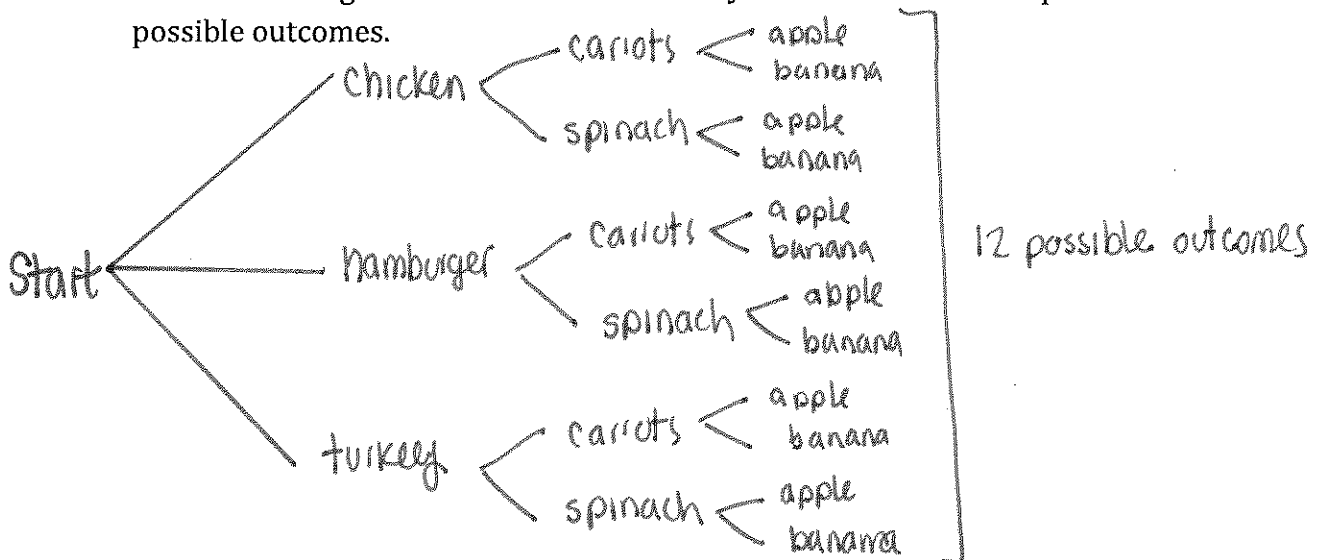 possible outcomes.
carrots
apple
banana
chicken
spinach
apple
banana
carrots
apple
banana
Start
hamburger
12 possible outcomes
spinach
apple
banana
carrots
apple
banana
turkey
spinach
apple
banana